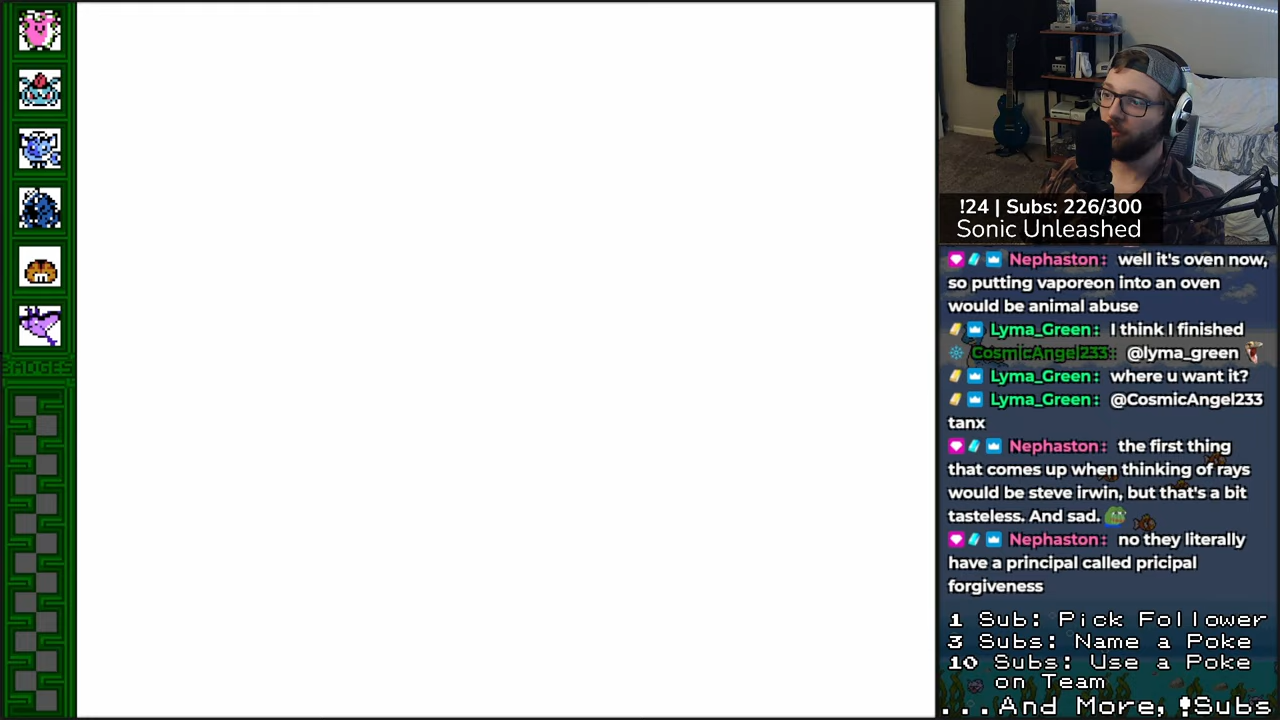 BADGES
!24 | Subs: 226/300
Sonic Unleashed
Nephaston: well it's oven now,
so putting vaporeon into an oven
would be animal abuse
Lyma_Green: I think I finished
CosmicAngel233: @lyma_green
Lyma_Green: where u want it?
Lyma_Green: @CosmicAngel233
tanx
Nephaston: the first thing
that comes up when thinking of rays
would be steve irwin, but that's a bit
tasteless. And sad.
Nephaston: no they literally
have a principal called pricipal
forgiveness
1 Sub: Pick Follower
3 Subs: Name a Poke
10 Subs: Use a Poke
on Team
...And More, !Subs